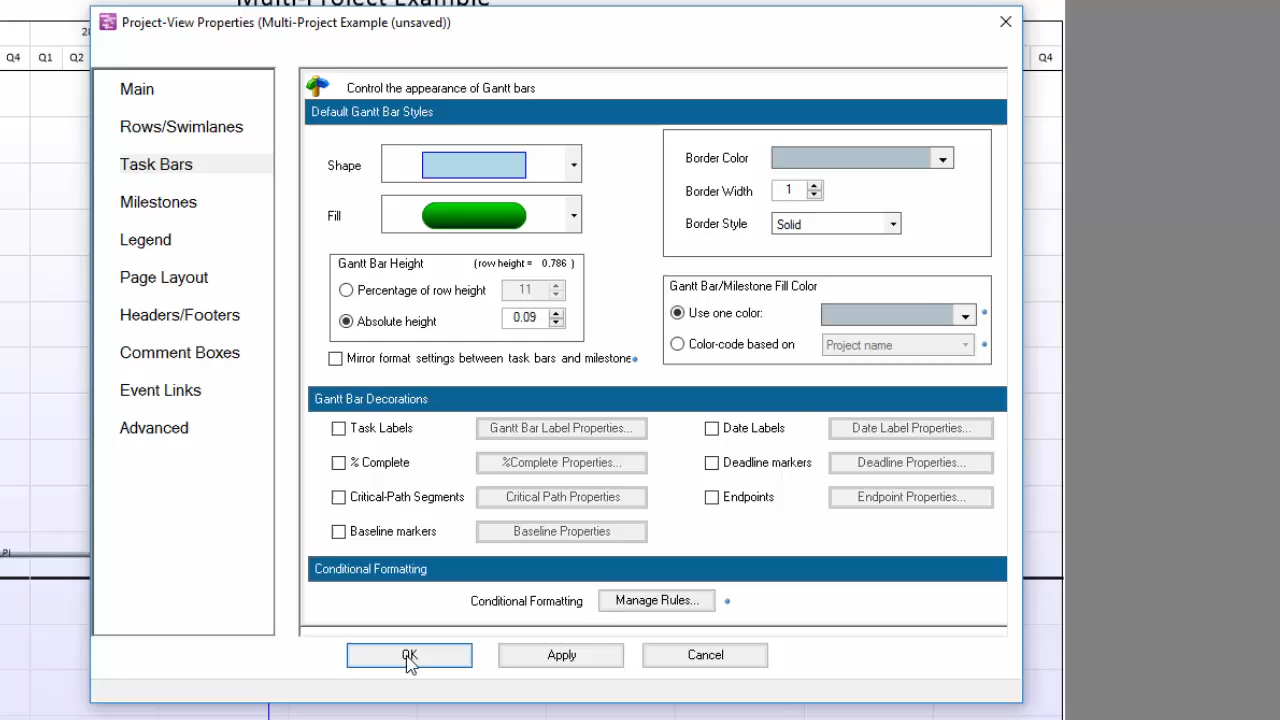 Multi-Project Example
Project-View Properties (Multi-Project Example (unsaved))
Q4 Q1 Q2
Q4
Main
Rows/Swimlanes
Task Bars
Milestones
Legend
Page Layout
Headers/Footers
Comment Boxes
Event Links
Advanced
Control the appearance of Gantt bars
Default Gantt Bar Styles
Shape
Fill
Border Color
Border Width 1
Border Style Solid
Gantt Bar Height (row height = 0.786 )
Percentage of row height 11
Absolute height 0.09
Mirror format settings between task bars and milestone
Gantt Bar/Milestone Fill Color
Use one color:
Color-code based on Project name
Gantt Bar Decorations
Task Labels Gantt Bar Label Properties...
Date Labels Date Label Properties...
% Complete %Complete Properties...
Deadline markers Deadline Properties...
Critical-Path Segments Critical Path Properties
Endpoints Endpoint Properties...
Baseline markers Baseline Properties
Conditional Formatting
Conditional Formatting Manage Rules...
OK Apply Cancel